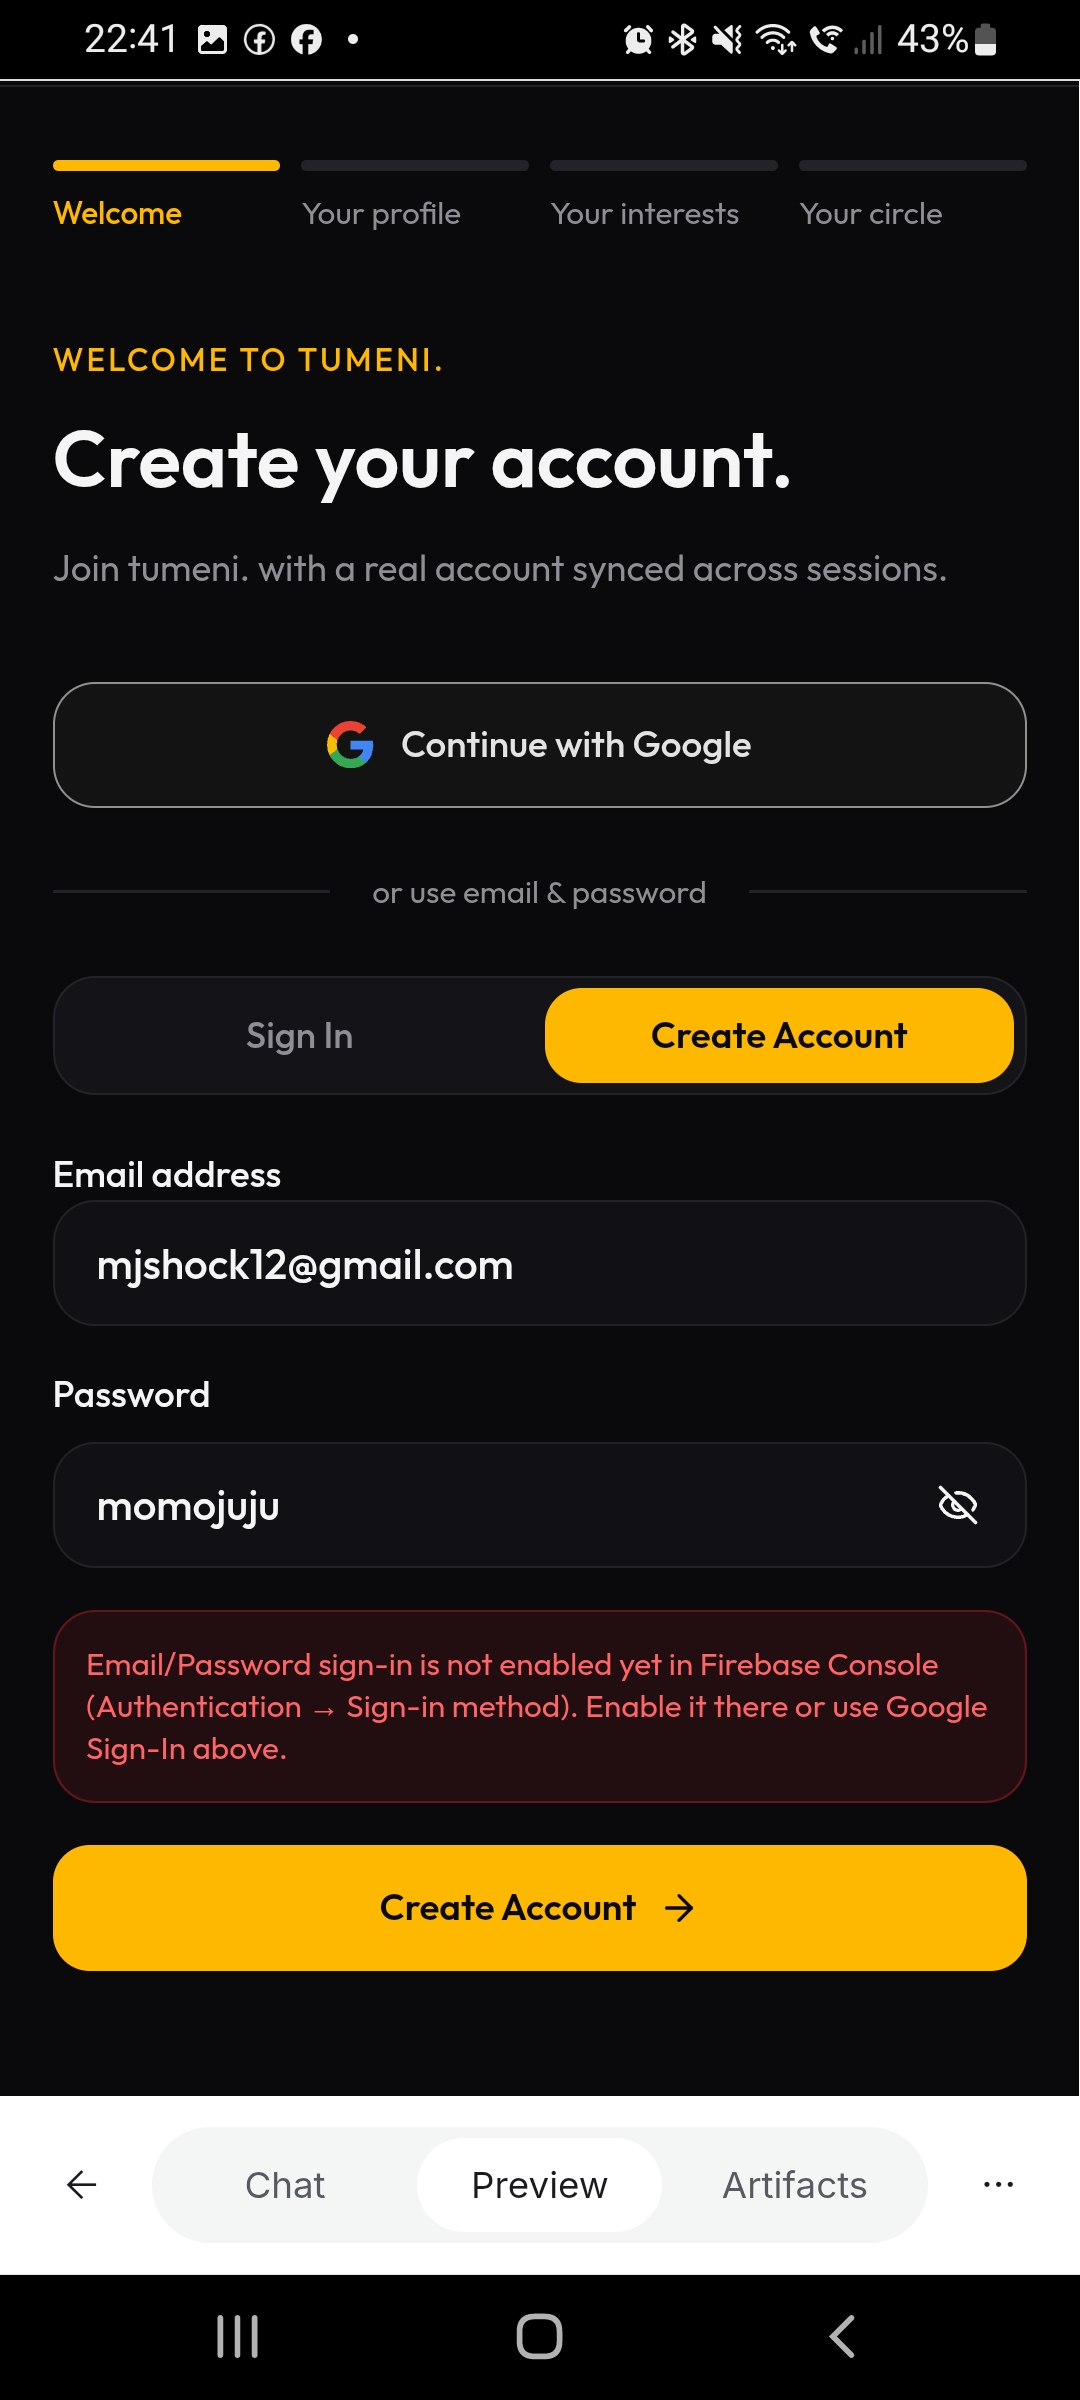 22:41
43%
Welcome
Your profile
Your interests
Your circle
WELCOME TO TUMENI.
Create your account.
Join tumeni. with a real account synced across sessions.
Continue with Google
or use email & password
Sign In
Create Account
Email address
mjshock12@gmail.com
Password
momojuju
Email/Password sign-in is not enabled yet in Firebase Console
(Authentication → Sign-in method). Enable it there or use Google
Sign-In above.
Create Account →
Chat
Preview
Artifacts